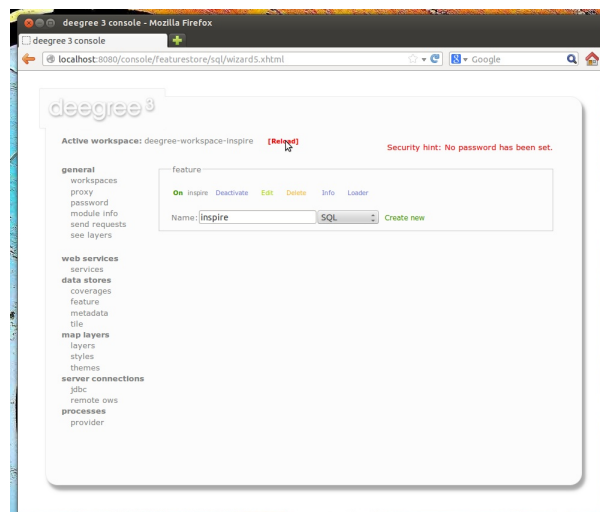 deegree 3 console - Mozilla Firefox
deegree 3 console
localhost:8080/console/featurestore/sql/wizard5.xhtml
Google
deegree 3
Active workspace: deegree-workspace-inspire [Reload]
Security hint: No password has been set.
general
workspaces
proxy
password
module info
send requests
see layers
web services
services
data stores
coverages
feature
metadata
tile
map layers
layers
styles
themes
server connections
jdbc
remote ows
processes
provider
feature
On inspire Deactivate Edit Delete Info Loader
Name: inspire SQL Create new